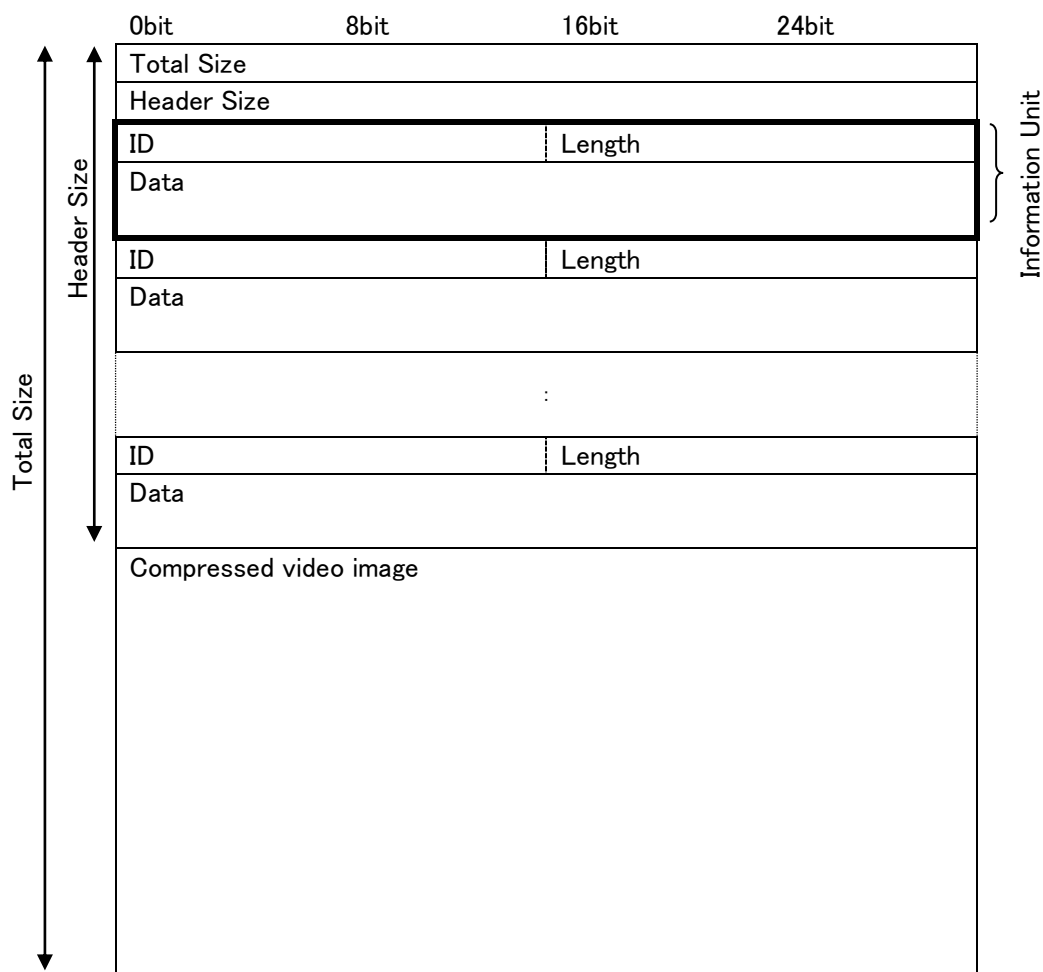 0bit 8bit 16bit 24bit
Total Size
Header Size
ID Length
Data
ID Length
Data
:
ID Length
Data
Compressed video image
Total Size
Header Size
Information Unit